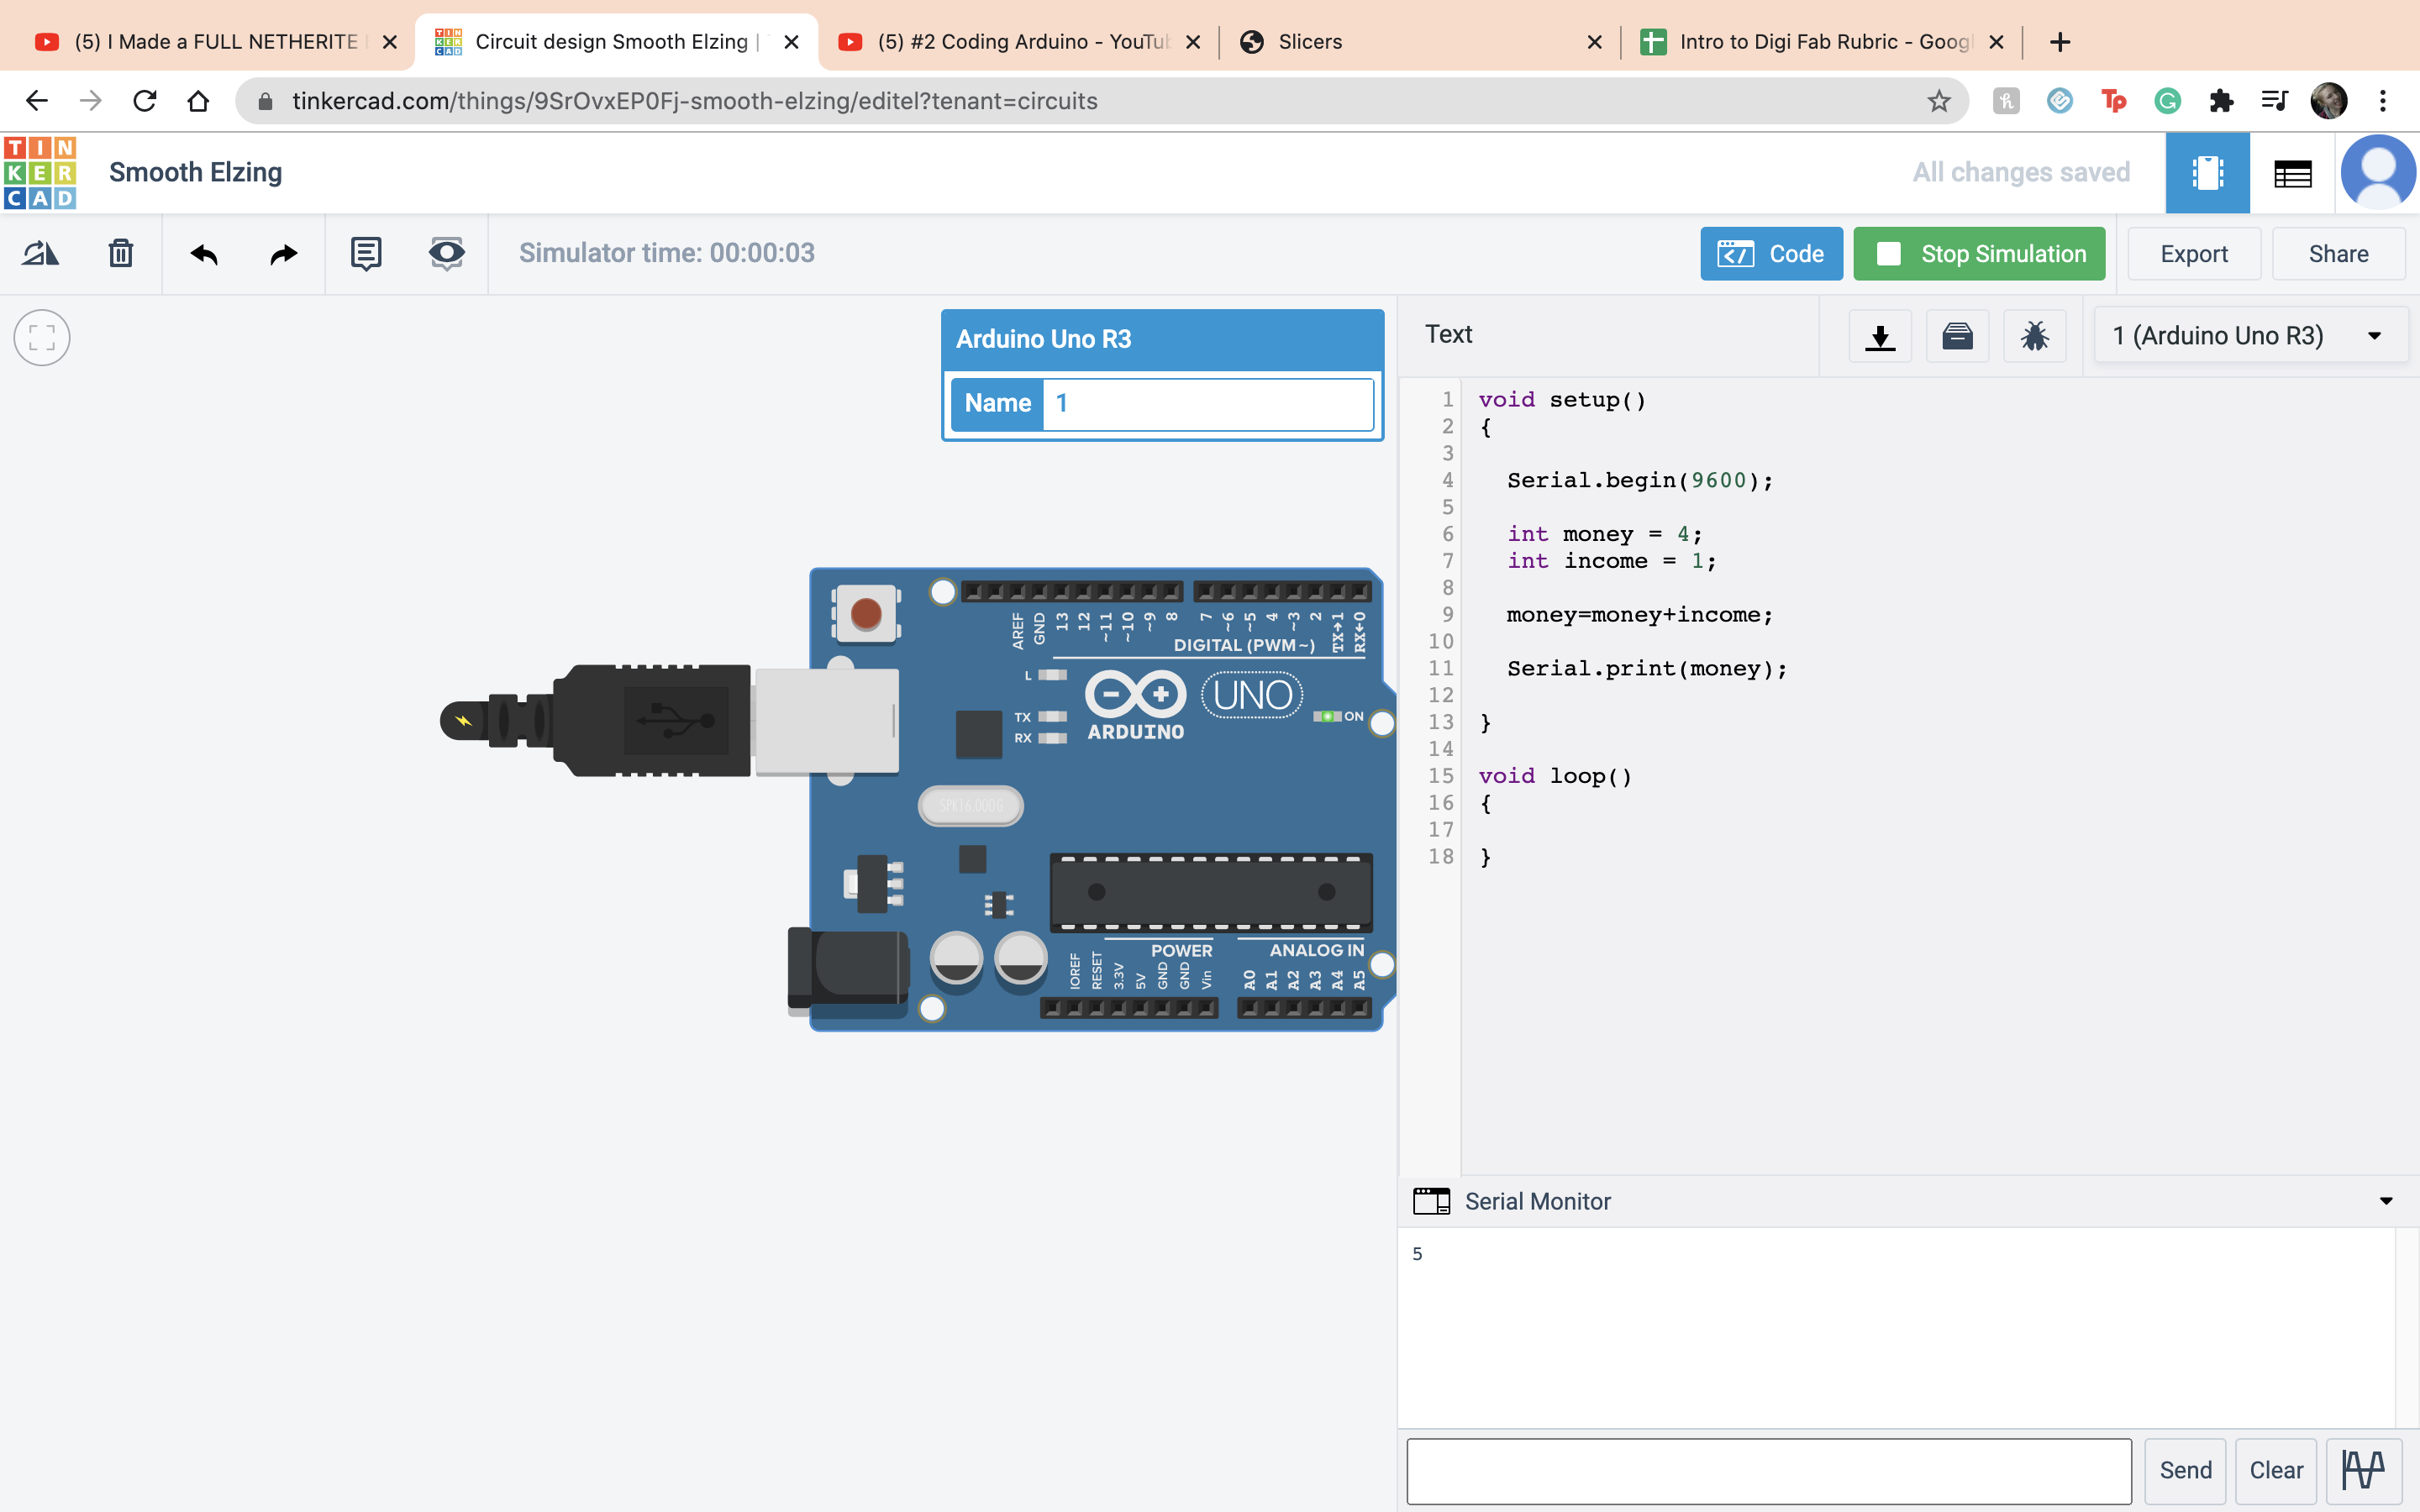 (5) I Made a FULL NETHERITE
Circuit design Smooth Elzing |
(5) #2 Coding Arduino - YouTu
Slicers
Intro to Digi Fab Rubric - Goog
tinkercad.com/things/9SrOvxEP0Fj-smooth-elzing/editel?tenant=circuits
TIN
KER
CAD
Smooth Elzing
All changes saved
Simulator time: 00:00:03
Code
Stop Simulation
Export
Share
Arduino Uno R3
Name 1
Text
1 (Arduino Uno R3)
1 void setup()
2 {
3
4 Serial.begin(9600);
5
6 int money = 4;
7 int income = 1;
8
9 money=money+income;
10
11 Serial.print(money);
12
13 }
14
15 void loop()
16 {
17
18 }
AREF GND 13 12 ~11 ~10 ~9 8 7 ~6 ~5 4 ~3 2 TX→1 RX←0
DIGITAL (PWM~)
L
TX
RX
UNO
ARDUINO
ON
SPK16.000G
POWER
ANALOG IN
IOREF RESET 3.3V 5V GND GND Vin A0 A1 A2 A3 A4 A5
Serial Monitor
5
Send
Clear